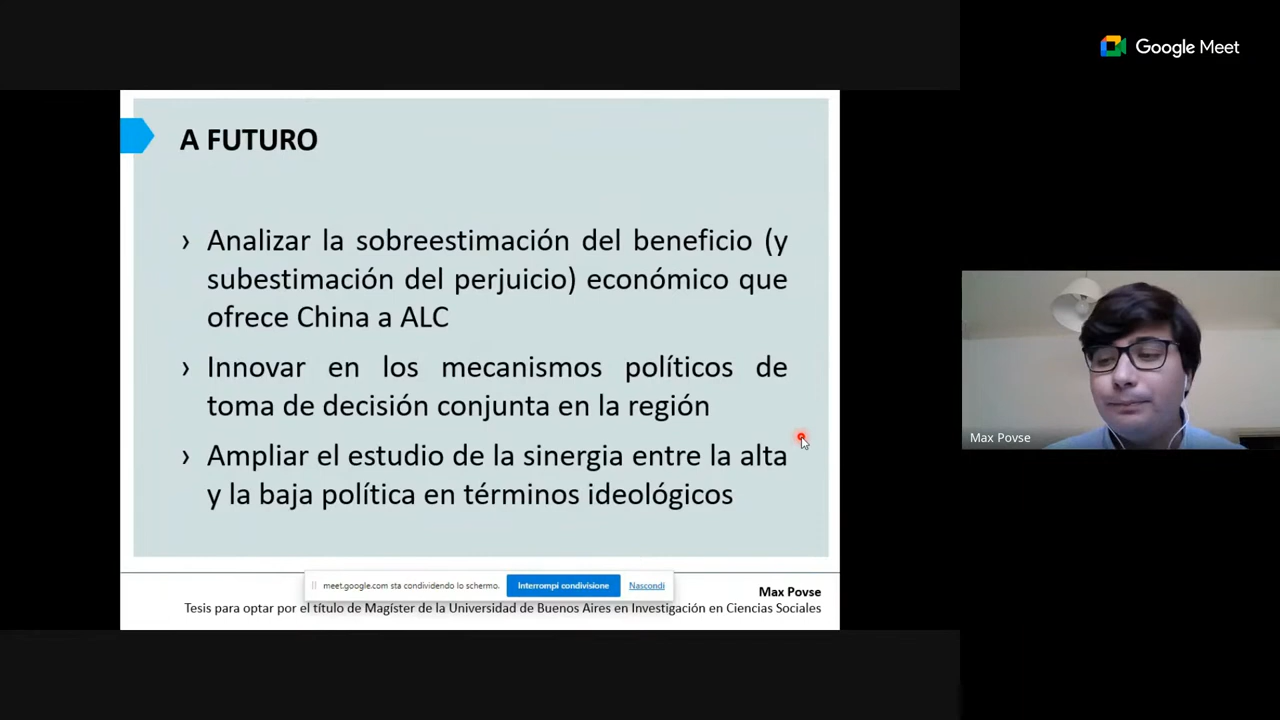 Google Meet
A FUTURO
› Analizar la sobreestimación del beneficio (y
subestimación del perjuicio) económico que
ofrece China a ALC
› Innovar en los mecanismos políticos de
toma de decisión conjunta en la región
› Ampliar el estudio de la sinergia entre la alta
y la baja política en términos ideológicos
Max Povse
meet.google.com sta condividendo lo schermo. Interrompi condivisione Nascondi
Max Povse
Tesis para optar por el título de Magíster de la Universidad de Buenos Aires en Investigación en Ciencias Sociales